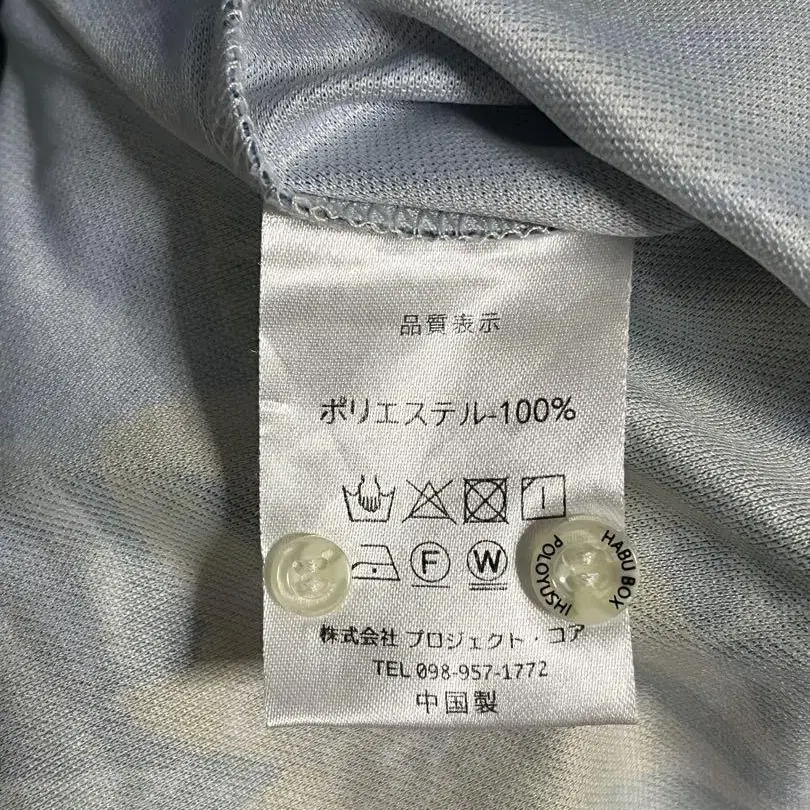 品質表示
ポリエステル-100%
F
W
HABU BOX
POLOYUSHI
株式会社 プロジェクト・コア
TEL 098-957-1772
中国製